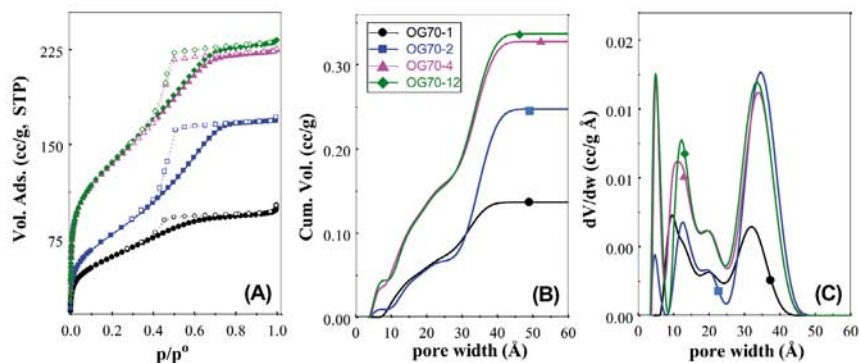 225
150
75
Vol. Ads. (cc/g, STP)
0.0 0.2 0.4 0.6 0.8 1.0
p/p°
(A)
OG70-1
OG70-2
OG70-4
OG70-12
0.30
0.20
0.10
0.00
Cum. Vol. (cc/g)
0 10 20 30 40 50 60
pore width (Å)
(B)
0.02
0.01
0.01
0.00
0.00
dV/dw (cc/g Å)
0 10 20 30 40 50 60
pore width (Å)
(C)